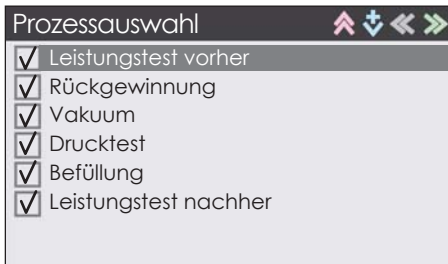 Prozessauswahl
Leistungstest vorher
Rückgewinnung
Vakuum
Drucktest
Befüllung
Leistungstest nachher